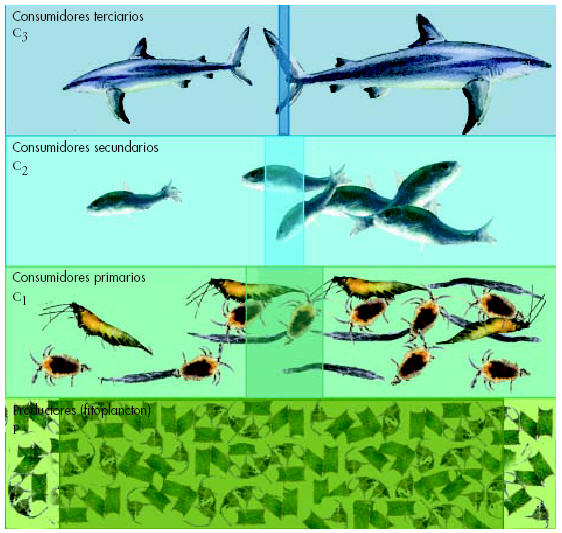 Consumidores terciarios
C3
Consumidores secundarios
C2
Consumidores primarios
C1
Productores (fitoplancton)
P